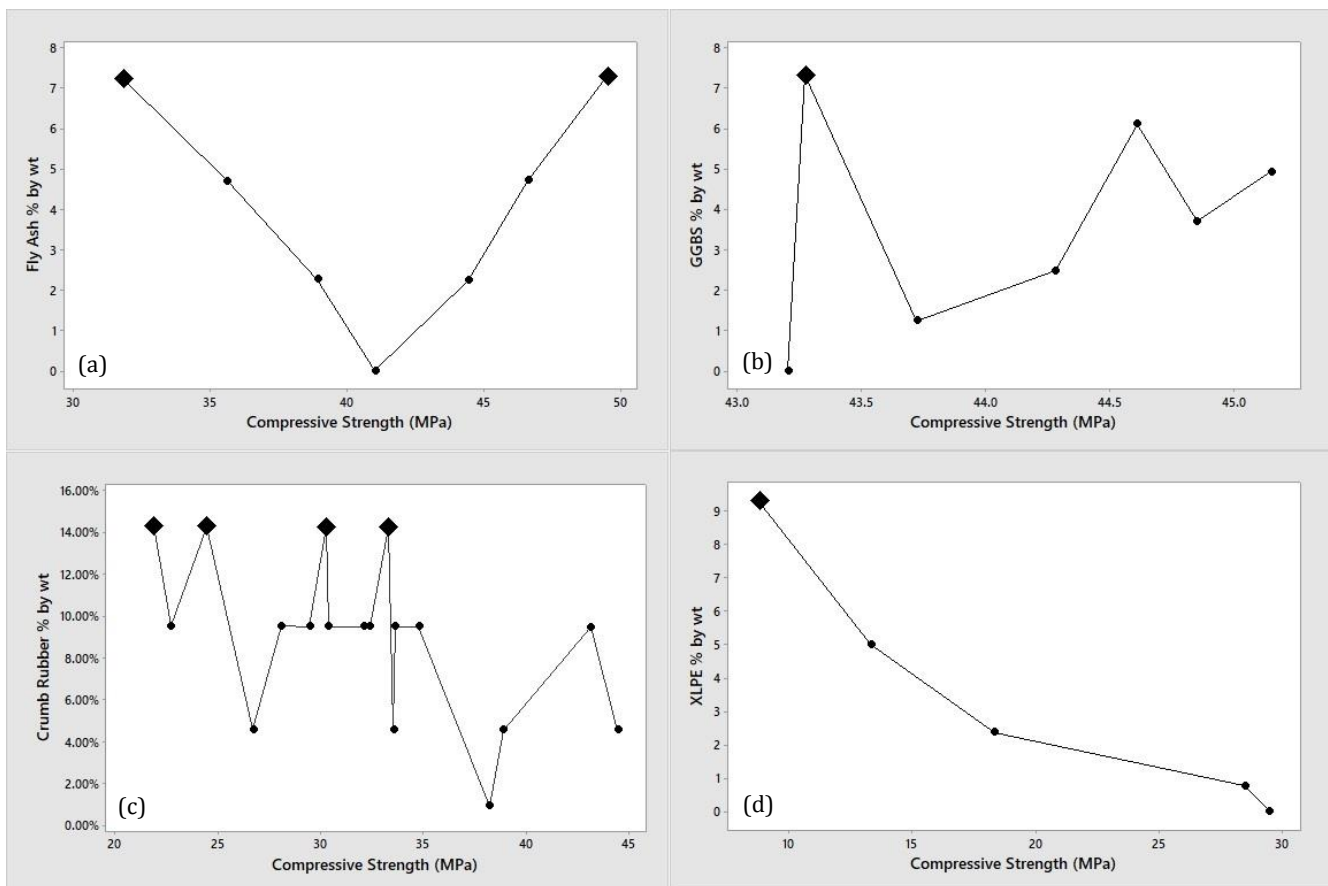 8
7
6
5
4
3
2
1
0
Fly Ash % by wt
(a)
30 35 40 45 50
Compressive Strength (MPa)
8
7
6
5
4
3
2
1
0
GGBS % by wt
(b)
43.0 43.5 44.0 44.5 45.0
Compressive Strength (MPa)
16.00%
14.00%
12.00%
10.00%
8.00%
6.00%
4.00%
2.00%
0.00%
Crumb Rubber % by wt
(c)
20 25 30 35 40 45
Compressive Strength (MPa)
9
8
7
6
5
4
3
2
1
0
XLPE % by wt
(d)
10 15 20 25 30
Compressive Strength (MPa)